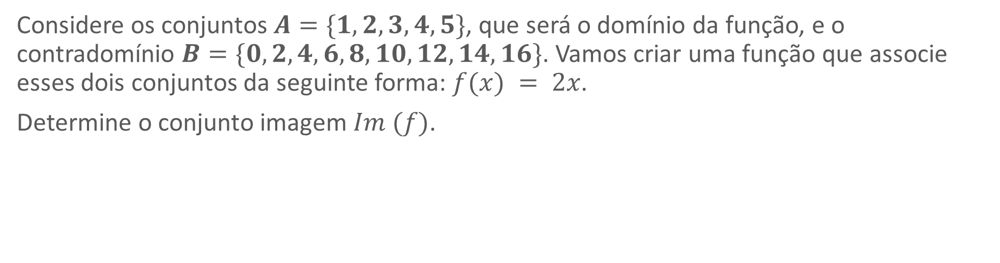 Considere os conjuntos A = {1, 2, 3, 4, 5}, que será o domínio da função, e o
contradomínio B = {0, 2, 4, 6, 8, 10, 12, 14, 16}. Vamos criar uma função que associe
esses dois conjuntos da seguinte forma: f(x) = 2x.
Determine o conjunto imagem Im (f).